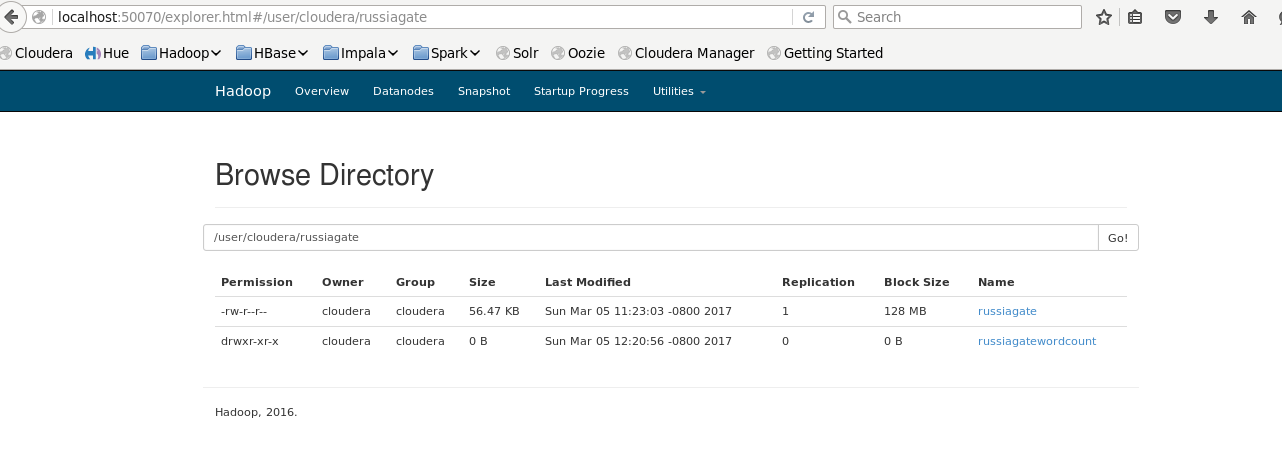 localhost:50070/explorer.html#/user/cloudera/russiagate Search
Cloudera Hue Hadoop HBase Impala Spark Solr Oozie Cloudera Manager Getting Started
Hadoop Overview Datanodes Snapshot Startup Progress Utilities
Browse Directory
/user/cloudera/russiagate Go!
Permission Owner Group Size Last Modified Replication Block Size Name
-rw-r--r-- cloudera cloudera 56.47 KB Sun Mar 05 11:23:03 -0800 2017 1 128 MB russiagate
drwxr-xr-x cloudera cloudera 0 B Sun Mar 05 12:20:56 -0800 2017 0 0 B russiagatewordcount
Hadoop, 2016.